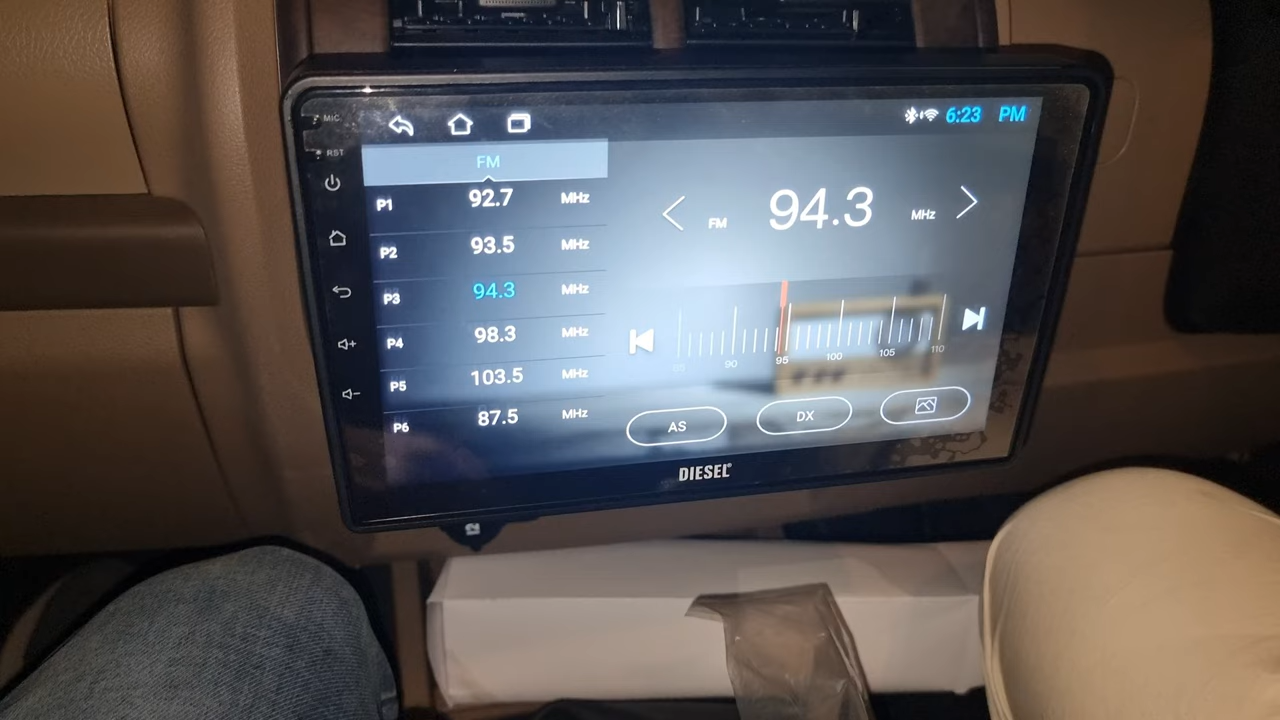 MIC
RST
6:23 PM
FM
P1 92.7 MHz
P2 93.5 MHz
P3 94.3 MHz
P4 98.3 MHz
P5 103.5 MHz
P6 87.5 MHz
FM 94.3 MHz
85 90 95 100 105 110
AS DX
DIESEL